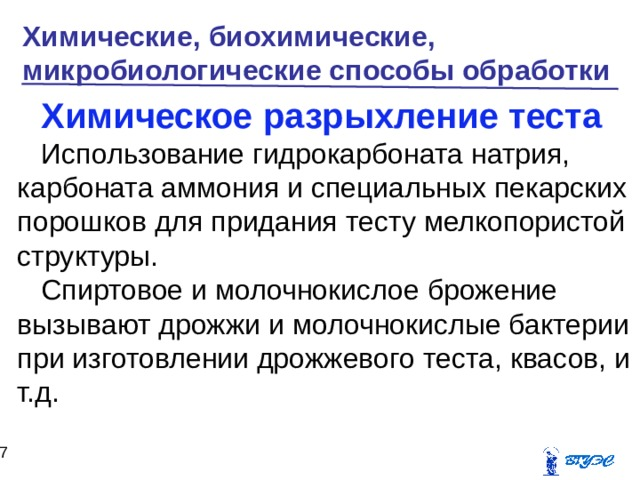 Химические, биохимические,
микробиологические способы обработки
Химическое разрыхление теста
Использование гидрокарбоната натрия,
карбоната аммония и специальных пекарских
порошков для придания тесту мелкопористой
структуры.
Спиртовое и молочнокислое брожение
вызывают дрожжи и молочнокислые бактерии
при изготовлении дрожжевого теста, квасов, и
т.д.
7